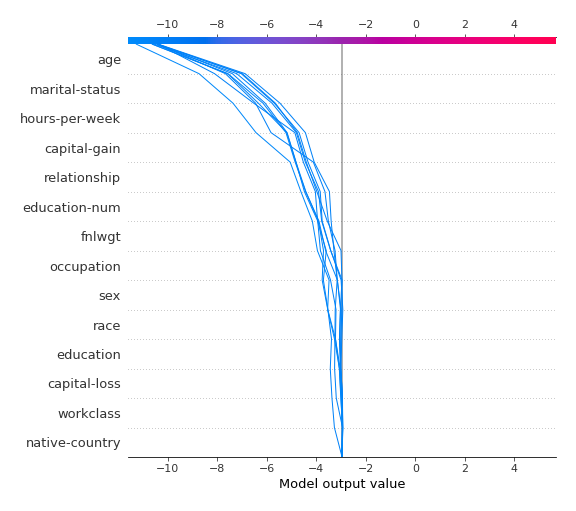 −10 −8 −6 −4 −2 0 2 4
age
marital-status
hours-per-week
capital-gain
relationship
education-num
fnlwgt
occupation
sex
race
education
capital-loss
workclass
native-country
−10 −8 −6 −4 −2 0 2 4
Model output value